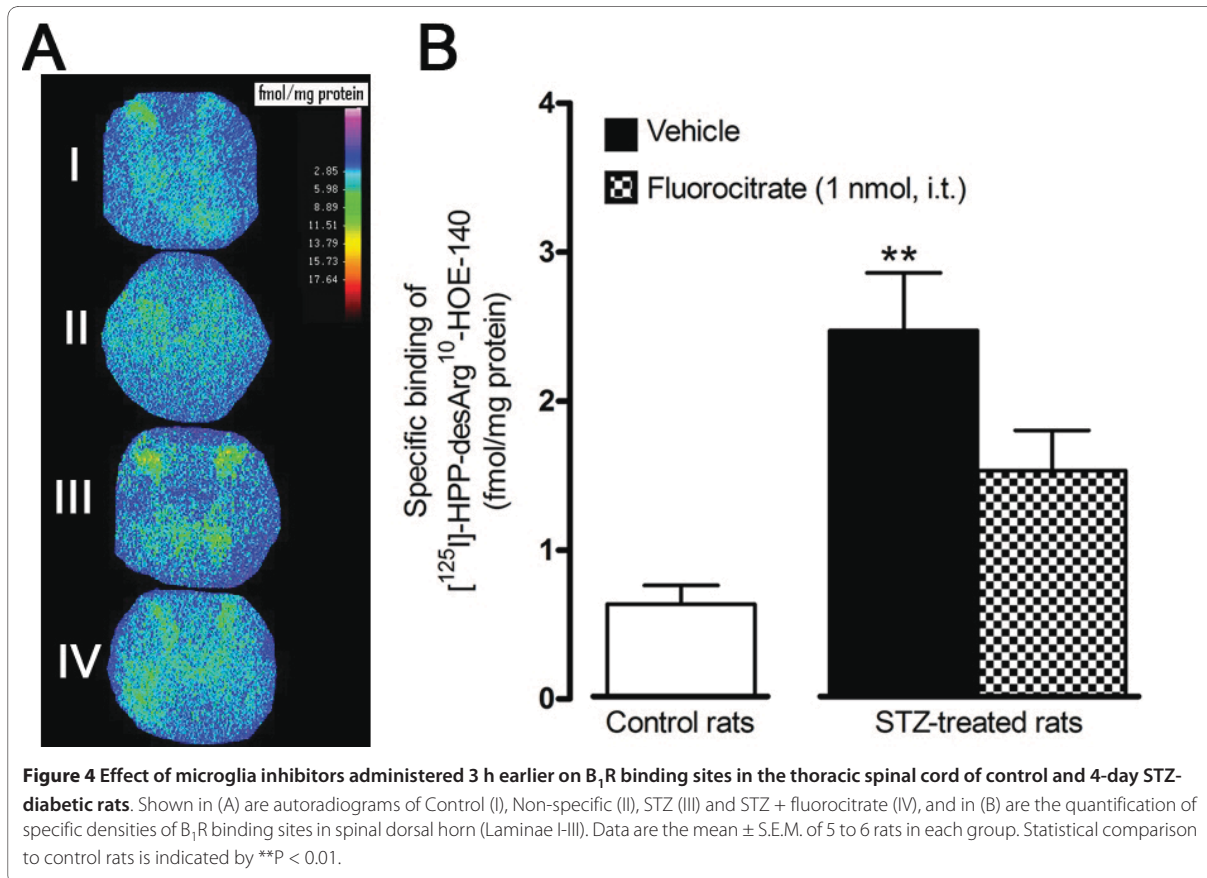 A
B
fmol/mg protein
2.85
5.98
8.89
11.51
13.79
15.73
17.64
I
II
III
IV
Specific binding of
[¹²⁵I]-HPP-desArg¹⁰-HOE-140
(fmol/mg protein)
4
3
2
1
0
Vehicle
Fluorocitrate (1 nmol, i.t.)
**
Control rats
STZ-treated rats
Figure 4 Effect of microglia inhibitors administered 3 h earlier on B₁R binding sites in the thoracic spinal cord of control and 4-day STZ-
diabetic rats. Shown in (A) are autoradiograms of Control (I), Non-specific (II), STZ (III) and STZ + fluorocitrate (IV), and in (B) are the quantification of
specific densities of B₁R binding sites in spinal dorsal horn (Laminae I-III). Data are the mean ± S.E.M. of 5 to 6 rats in each group. Statistical comparison
to control rats is indicated by **P < 0.01.